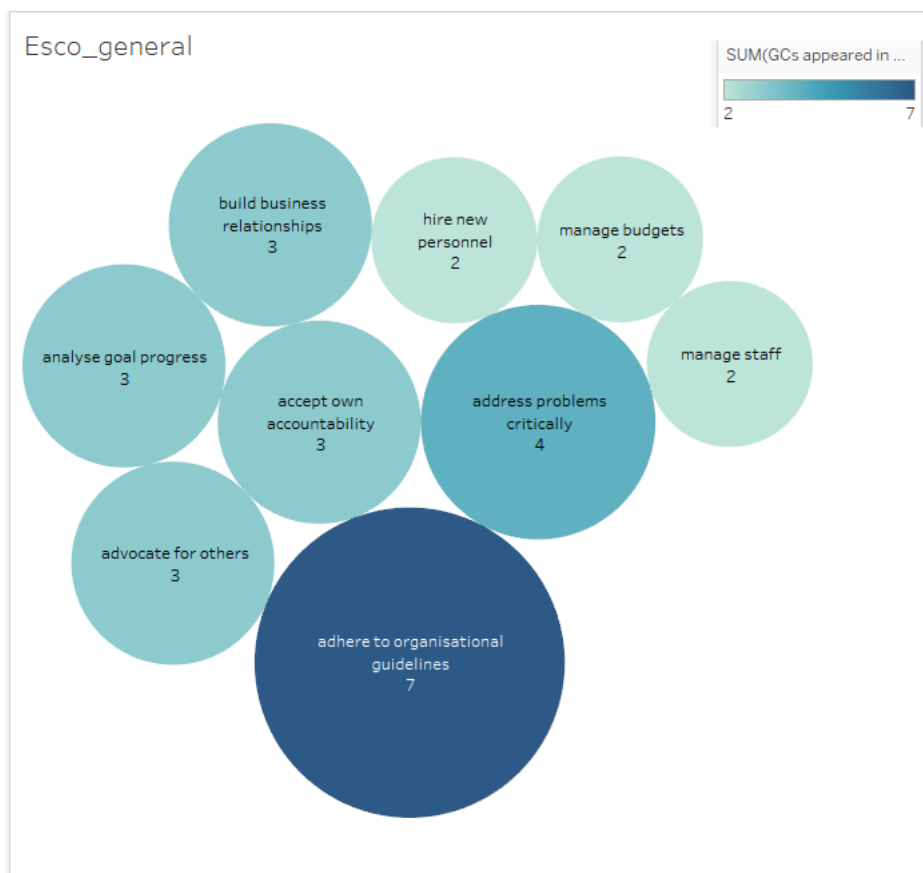 Esco_general
SUM(GCs appeared in ...
2
7
build business
relationships
3
hire new
personnel
2
manage budgets
2
analyse goal progress
3
manage staff
2
accept own
accountability
3
address problems
critically
4
advocate for others
3
adhere to organisational
guidelines
7